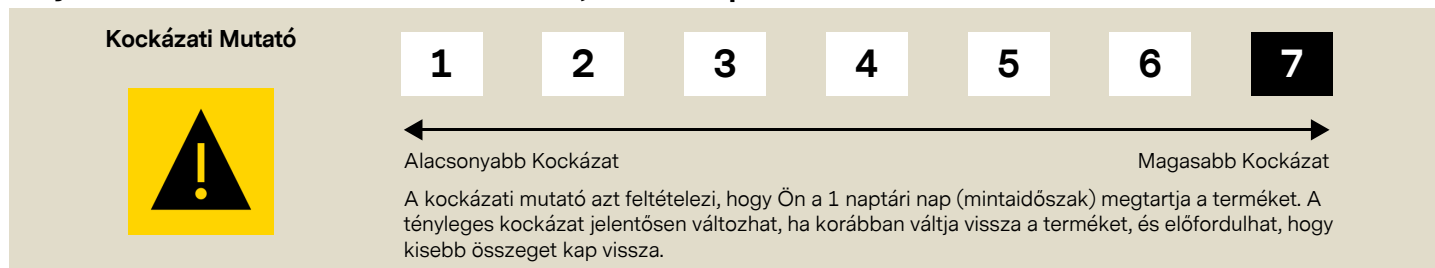 Kockázati Mutató
1 2 3 4 5 6 7
Alacsonyabb Kockázat Magasabb Kockázat
A kockázati mutató azt feltételezi, hogy Ön a 1 naptári nap (mintaidőszak) megtartja a terméket. A
tényleges kockázat jelentősen változhat, ha korábban váltja vissza a terméket, és előfordulhat, hogy
kisebb összeget kap vissza.